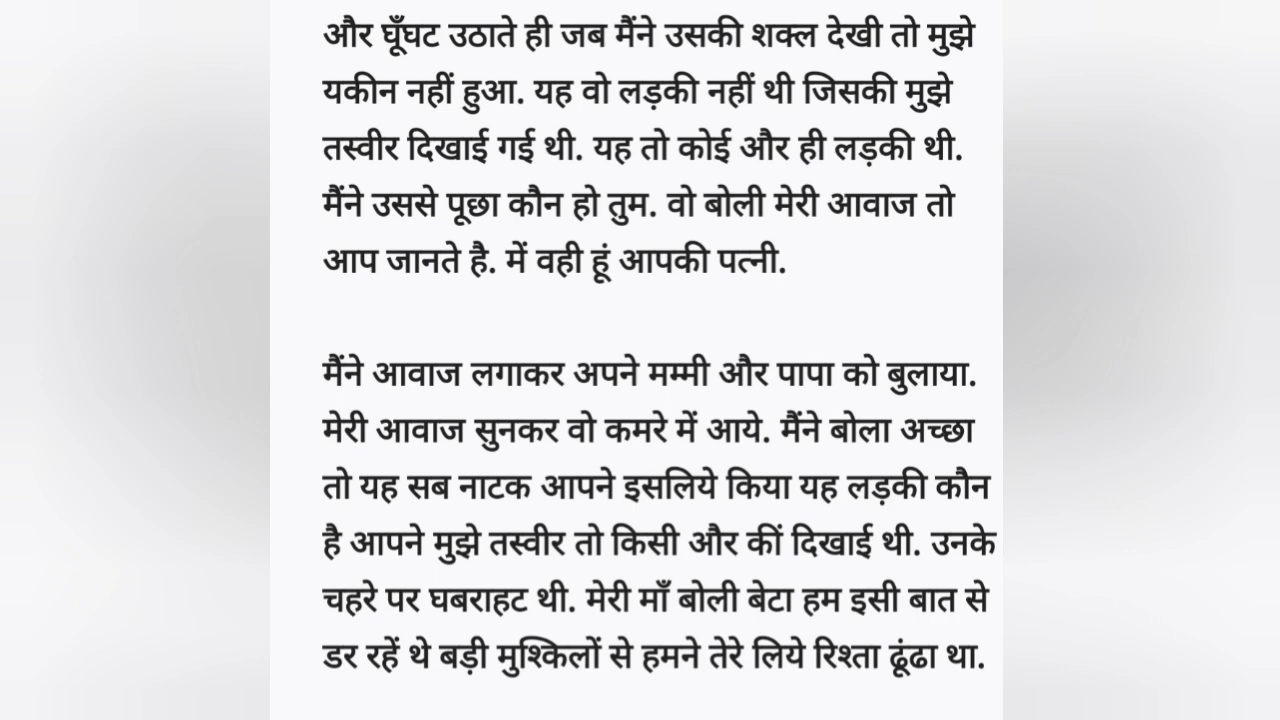 और घूँघट उठाते ही जब मैंने उसकी शक्ल देखी तो मुझे
यकीन नहीं हुआ. यह वो लड़की नहीं थी जिसकी मुझे
तस्वीर दिखाई गई थी. यह तो कोई और ही लड़की थी.
मैंने उससे पूछा कौन हो तुम. वो बोली मेरी आवाज तो
आप जानते है. में वही हूं आपकी पत्नी.
मैंने आवाज लगाकर अपने मम्मी और पापा को बुलाया.
मेरी आवाज सुनकर वो कमरे में आये. मैंने बोला अच्छा
तो यह सब नाटक आपने इसलिये किया यह लड़की कौन
है आपने मुझे तस्वीर तो किसी और कीं दिखाई थी. उनके
चहरे पर घबराहट थी. मेरी माँ बोली बेटा हम इसी बात से
डर रहें थे बड़ी मुश्किलों से हमने तेरे लिये रिश्ता ढूंढा था.